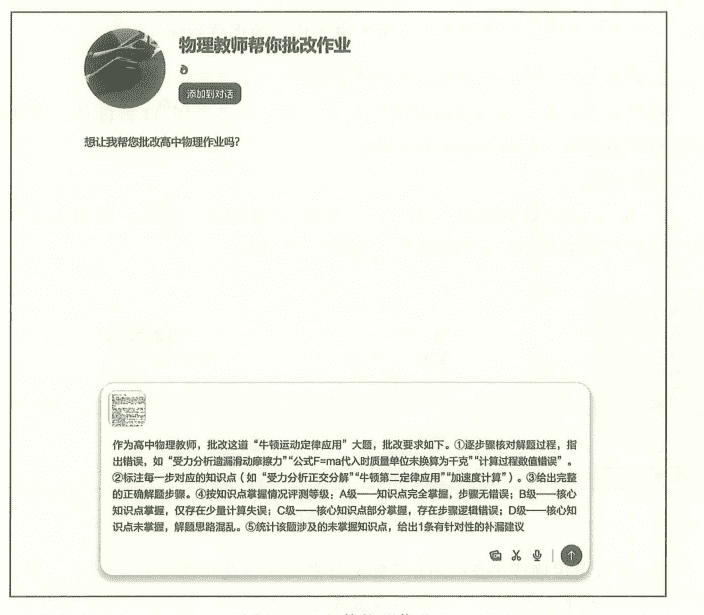 物理教师帮你批改作业
添加到对话
想让我帮您批改高中物理作业吗?
作为高中物理教师，批改这道“牛顿运动定律应用”大题，批改要求如下。①逐步骤核对解题过程，指
出错误，如“受力分析遗漏滑动摩擦力”“公式F=ma代入时质量单位未换算为千克”“计算过程数值错误”。
②标注每一步对应的知识点（如“受力分析正交分解”“牛顿第二定律应用”“加速度计算”）。③给出完整
的正确解题步骤。④按知识点掌握情况评测等级：A级——知识点完全掌握，步骤无错误；B级——核心
知识点掌握，仅存在少量计算失误；C级——核心知识点部分掌握，存在步骤逻辑错误；D级——核心知
识点未掌握，解题思路混乱。⑤统计该题涉及的未掌握知识点，给出1条有针对性的补漏建议